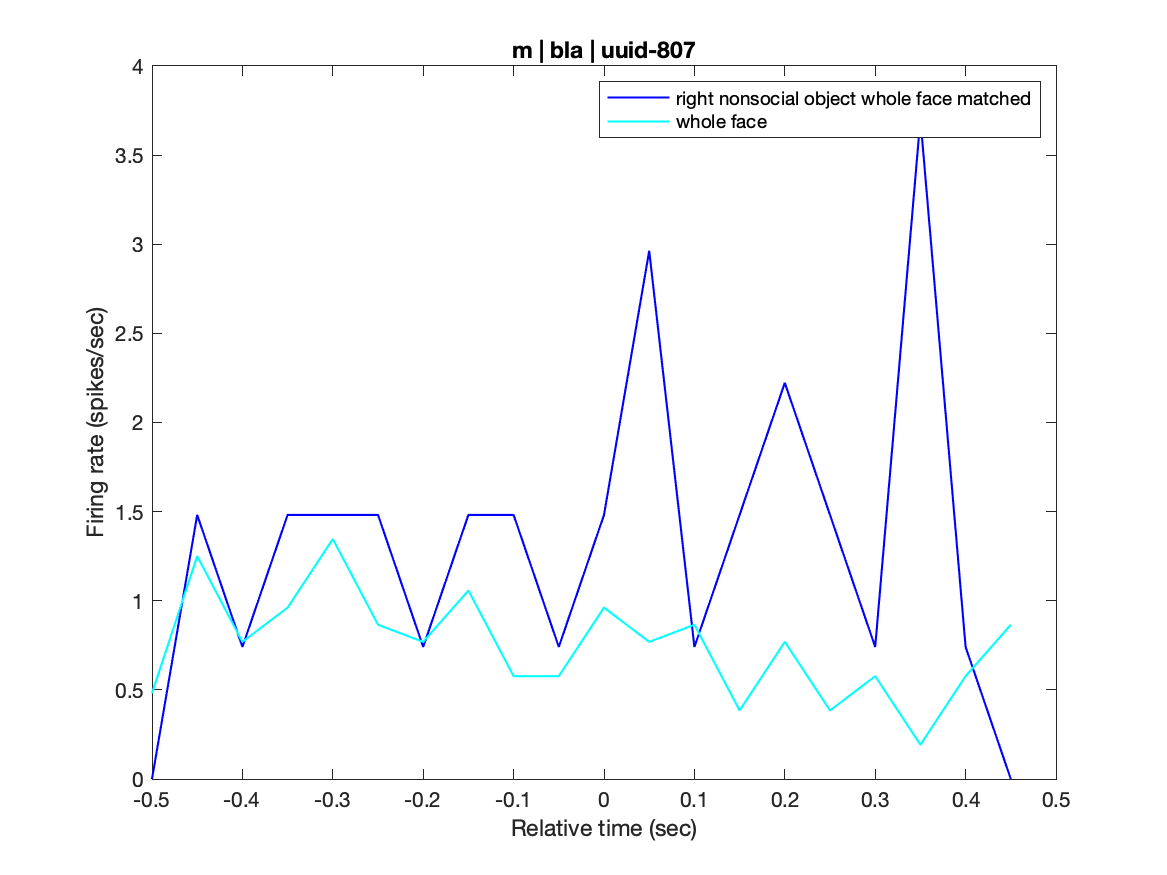 m | bla | uuid-807
right nonsocial object whole face matched
whole face
4
3.5
3
2.5
2
1.5
1
0.5
0
Firing rate (spikes/sec)
-0.5 -0.4 -0.3 -0.2 -0.1 0 0.1 0.2 0.3 0.4 0.5
Relative time (sec)